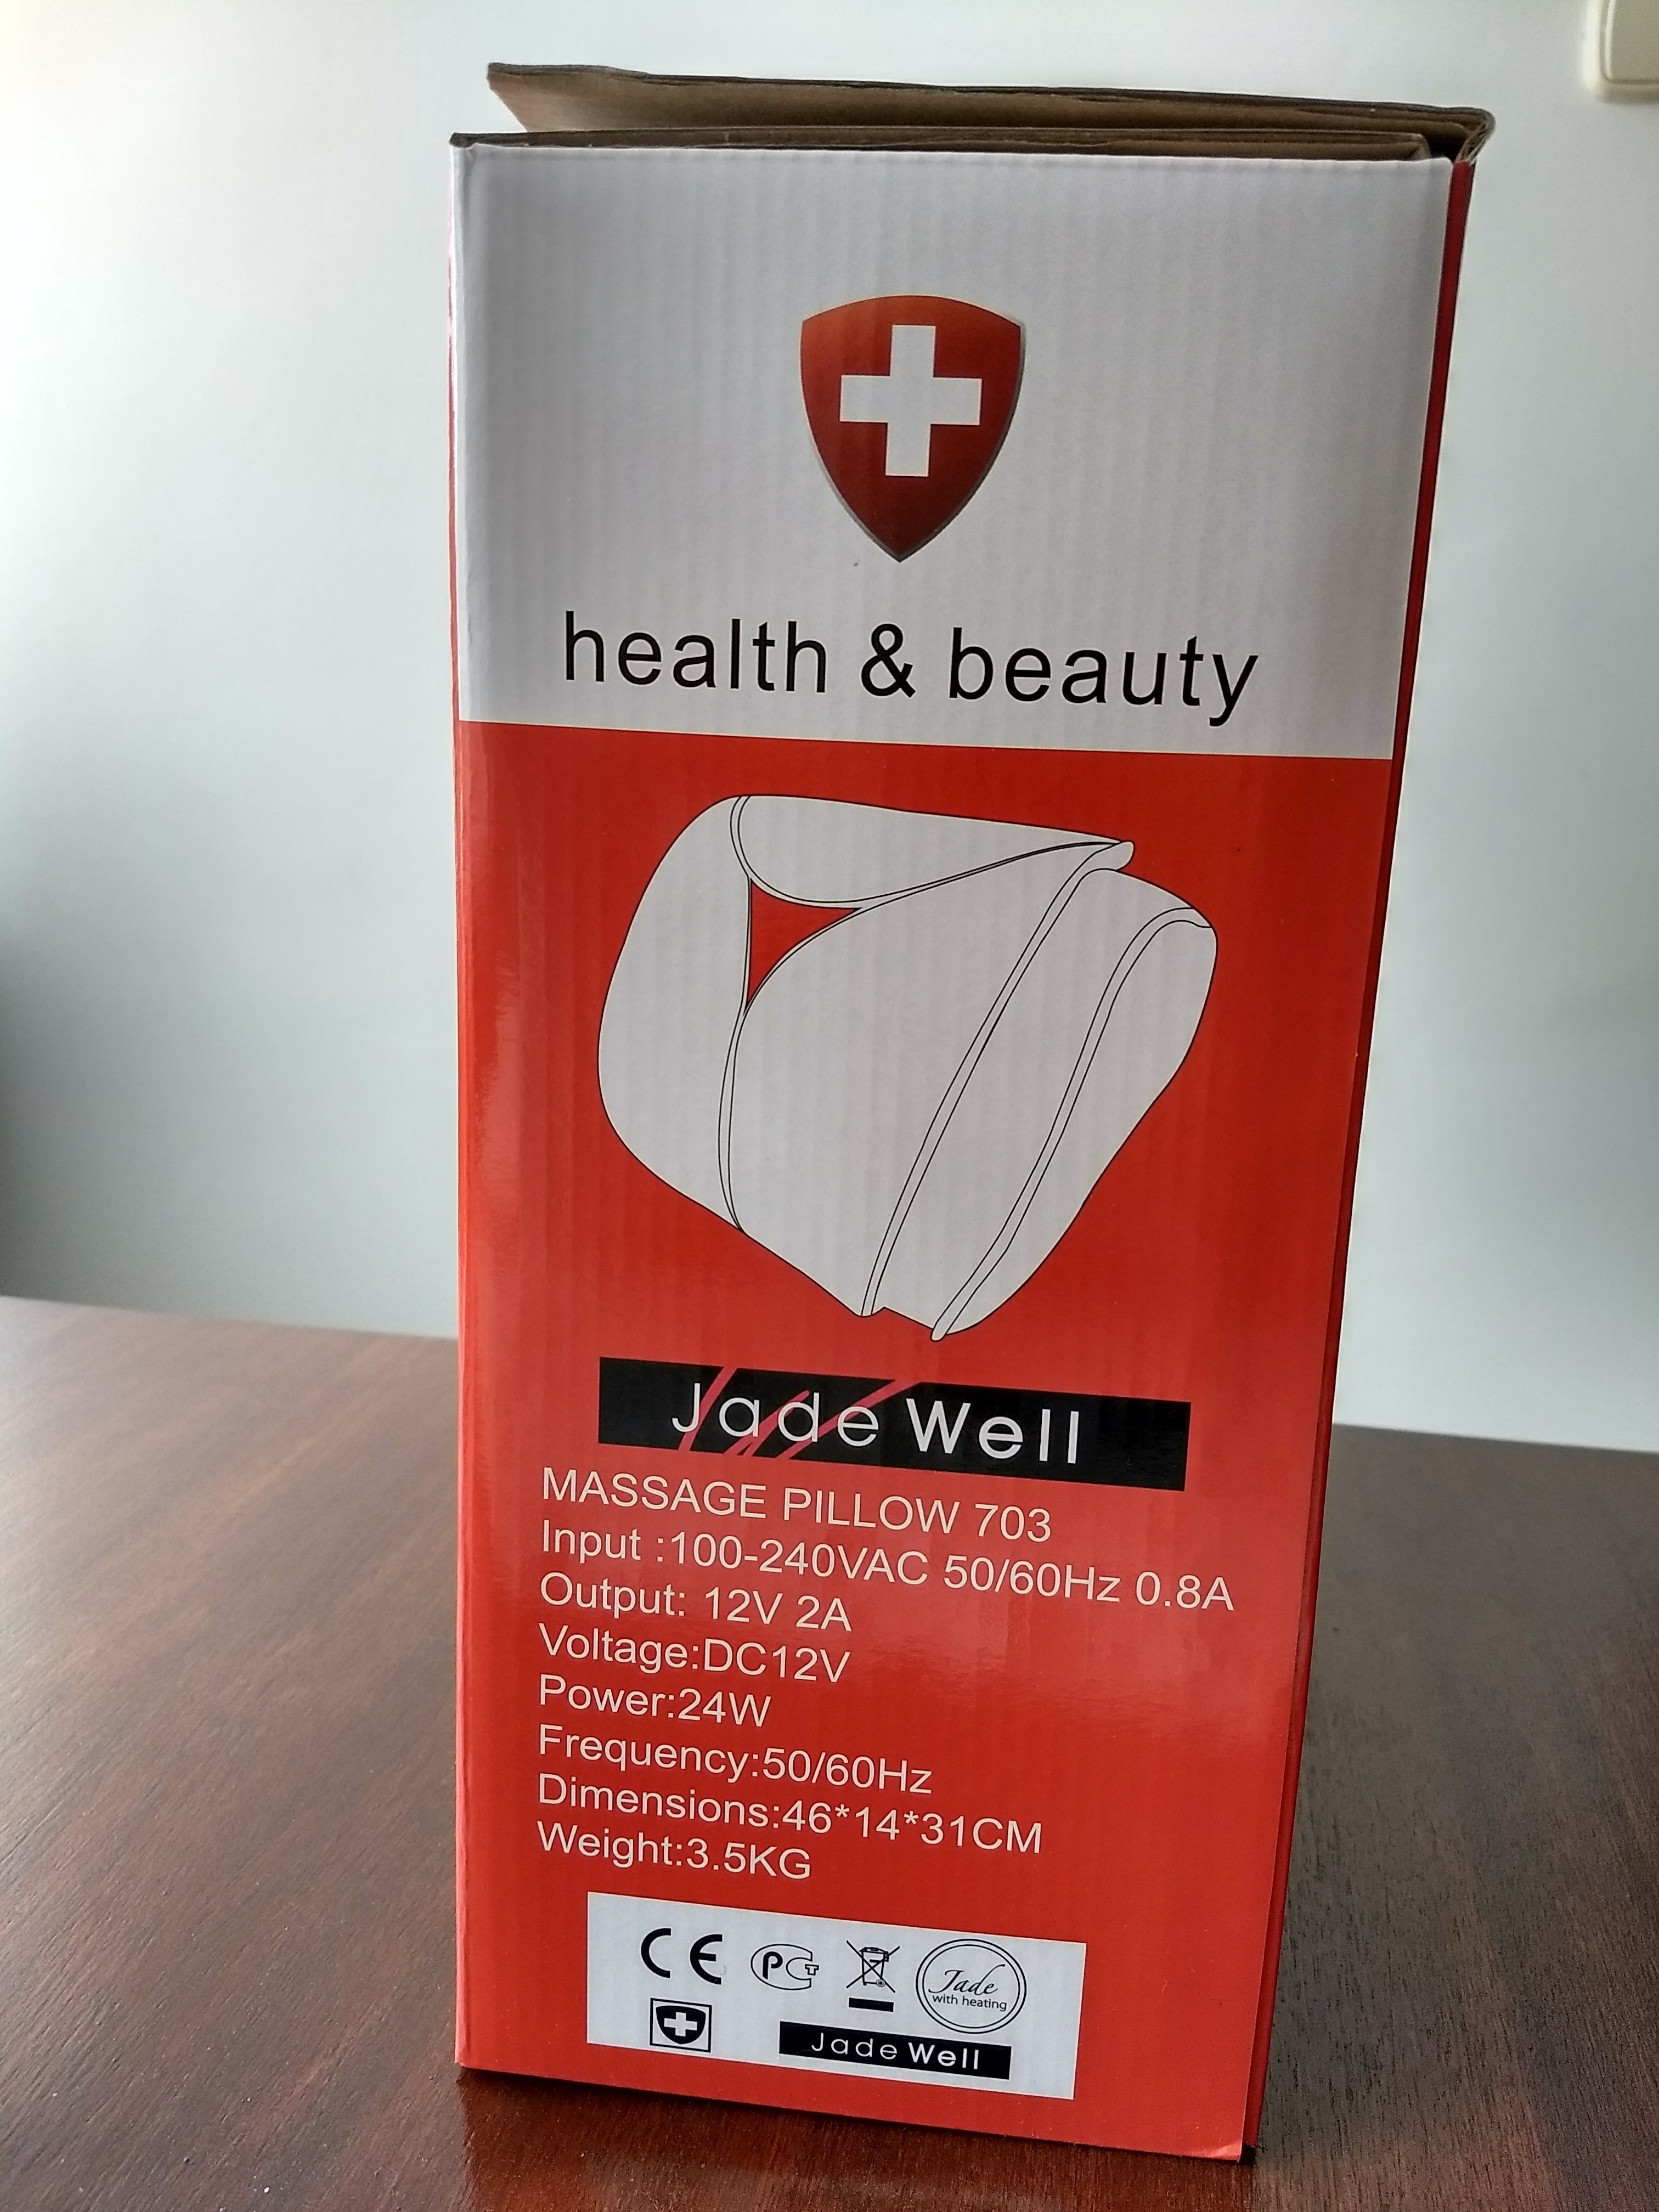 health & beauty
Jade Well
MASSAGE PILLOW 703
Input :100-240VAC 50/60Hz 0.8A
Output: 12V 2A
Voltage:DC12V
Power:24W
Frequency:50/60Hz
Dimensions:46*14*31CM
Weight:3.5KG
CE PCT
Jade
with heating
Jade Well